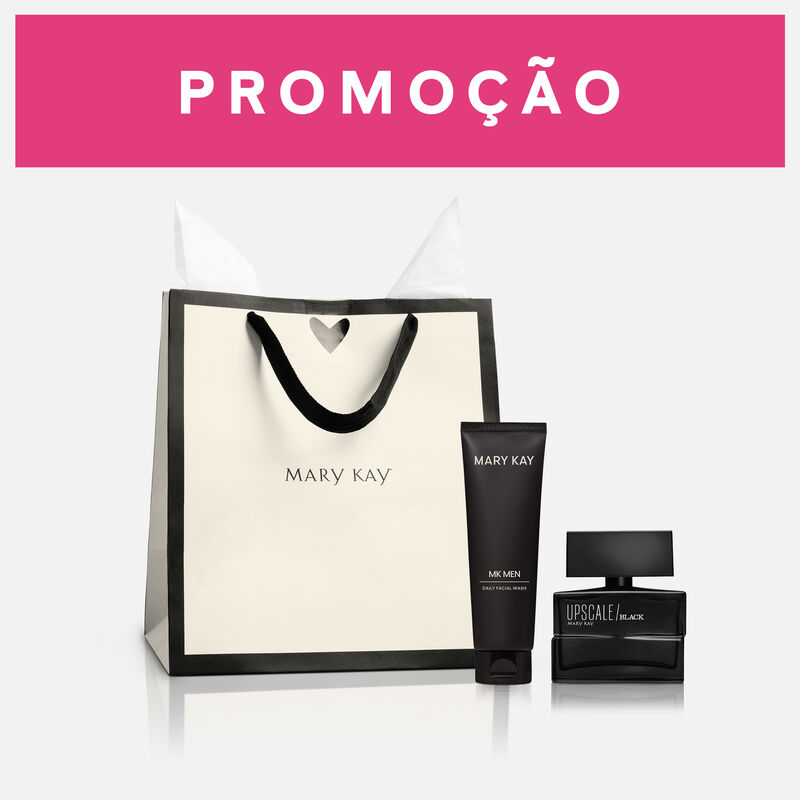 PROMOÇÃO
MARY KAY
MARY KAY
MK MEN
DAILY FACIAL WASH
UPSCALE/BLACK
MARY KAY